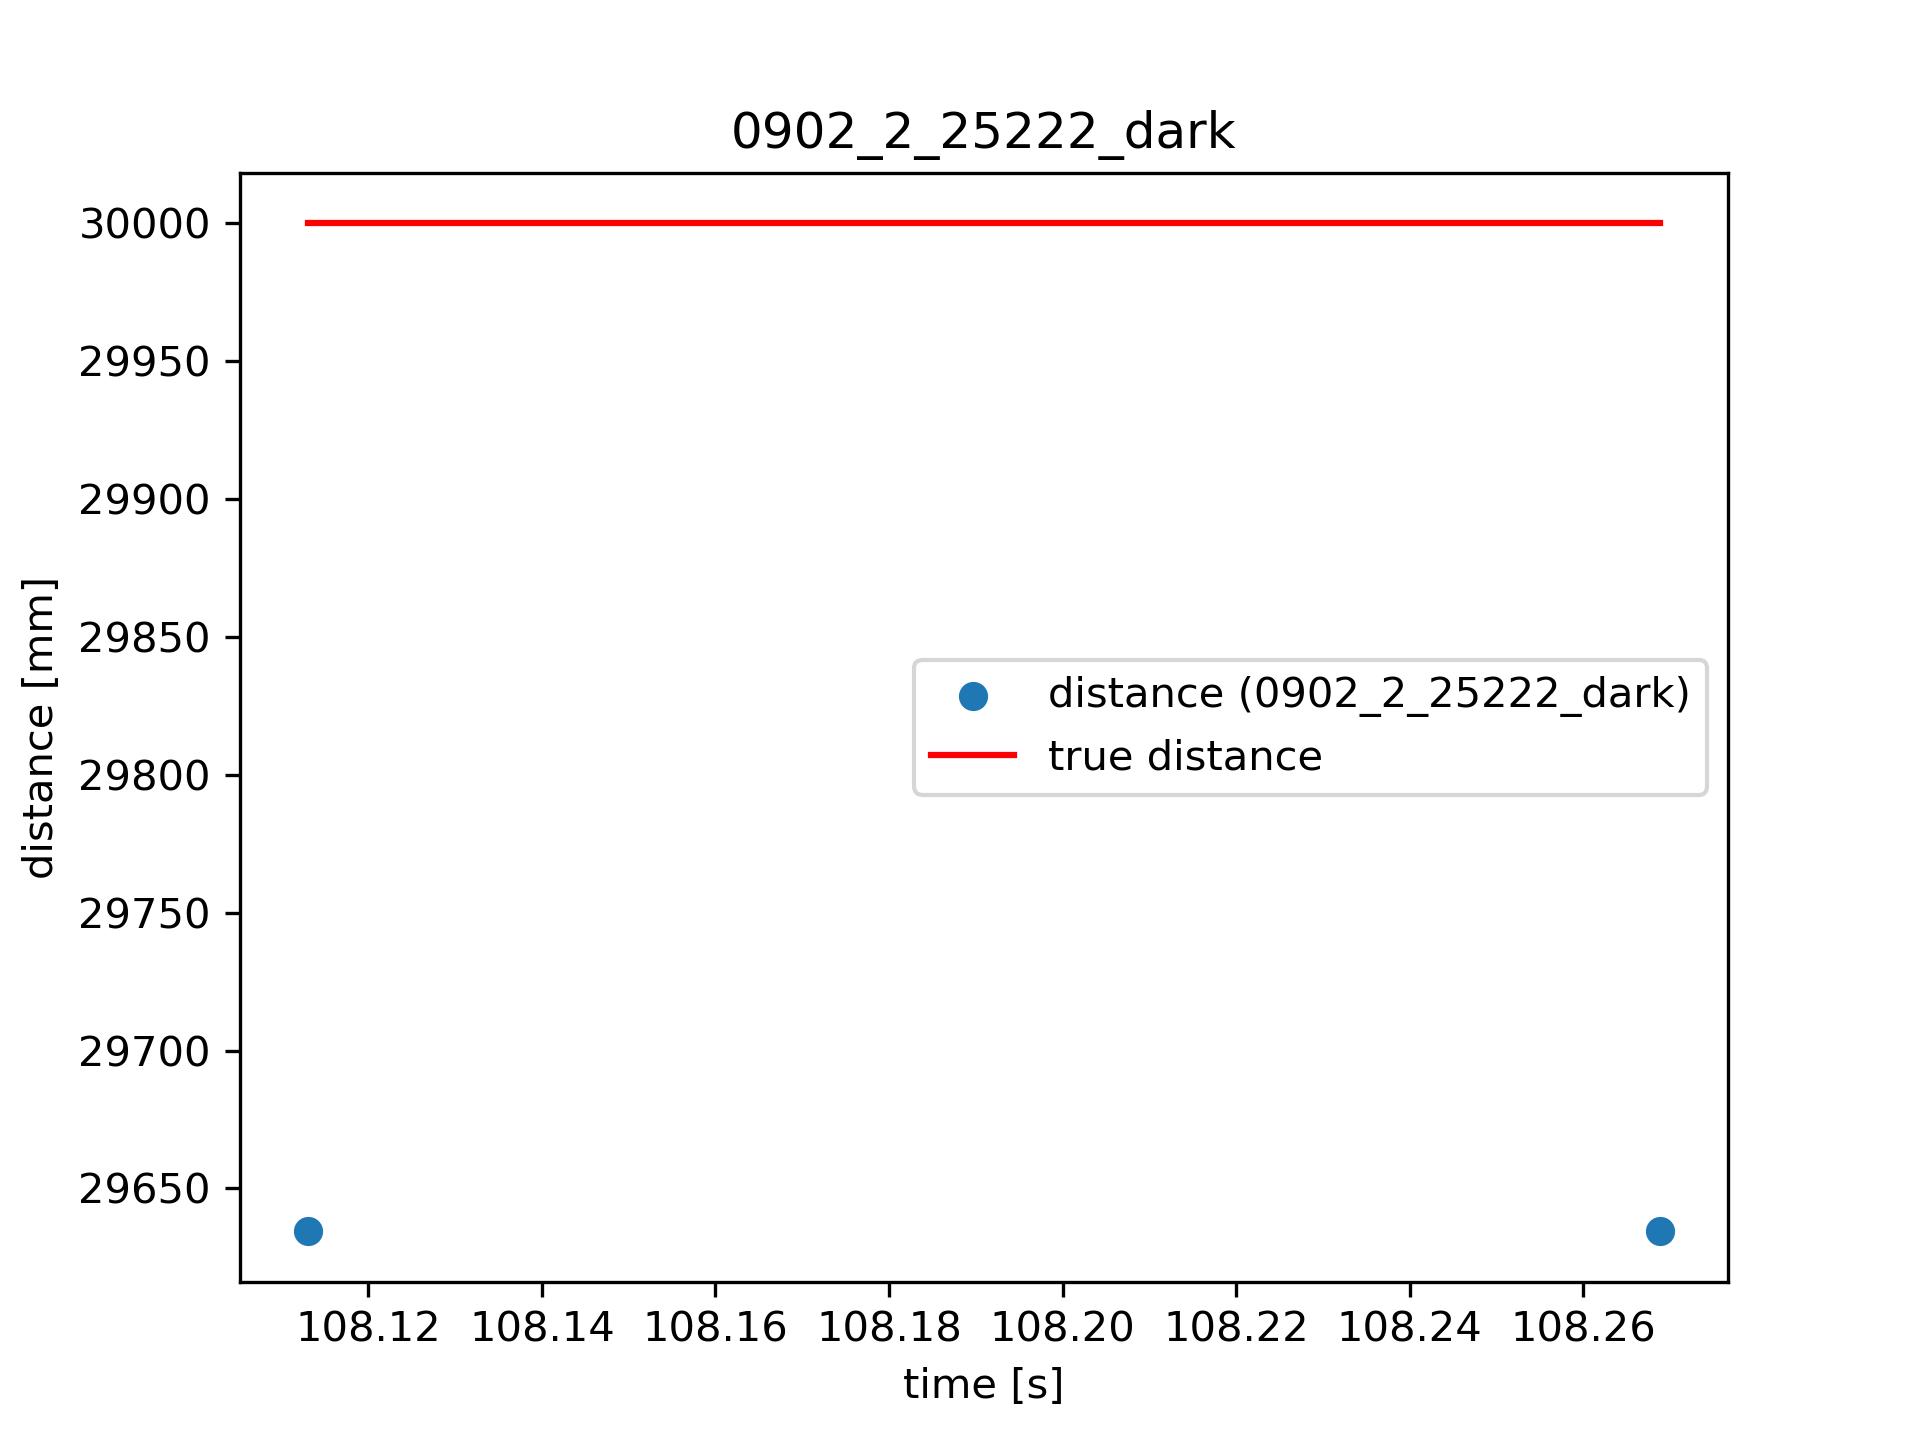 0902_2_25222_dark
30000
29950
29900
29850
29800
29750
29700
29650
distance [mm]
distance (0902_2_25222_dark)
true distance
108.12 108.14 108.16 108.18 108.20 108.22 108.24 108.26
time [s]